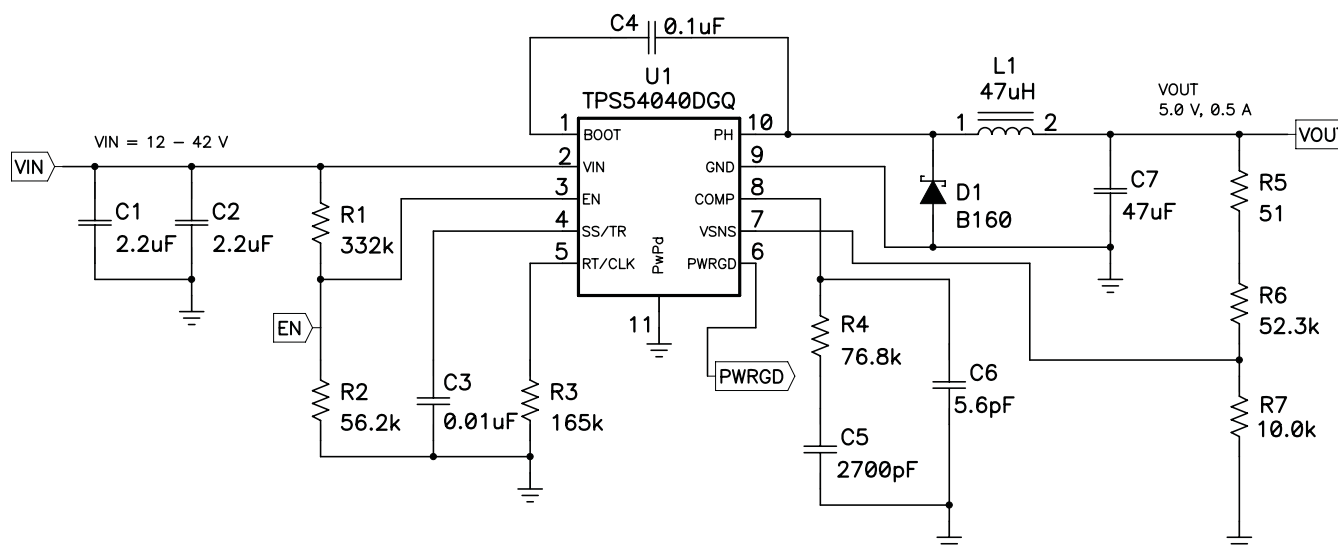 C4 0.1uF
U1
TPS54040DGQ
L1
47uH
VOUT
5.0 V, 0.5 A
VIN = 12 – 42 V
1 BOOT
PH 10
1 2
VOUT
VIN
2 VIN
GND 9
3 EN
COMP 8
4 SS/TR
VSNS 7
5 RT/CLK
PWRGD 6
PwPd
11
C1
2.2uF
C2
2.2uF
R1
332k
D1
B160
C7
47uF
R5
51
EN
R4
76.8k
R6
52.3k
PWRGD
R2
56.2k
C3
0.01uF
R3
165k
C6
5.6pF
R7
10.0k
C5
2700pF